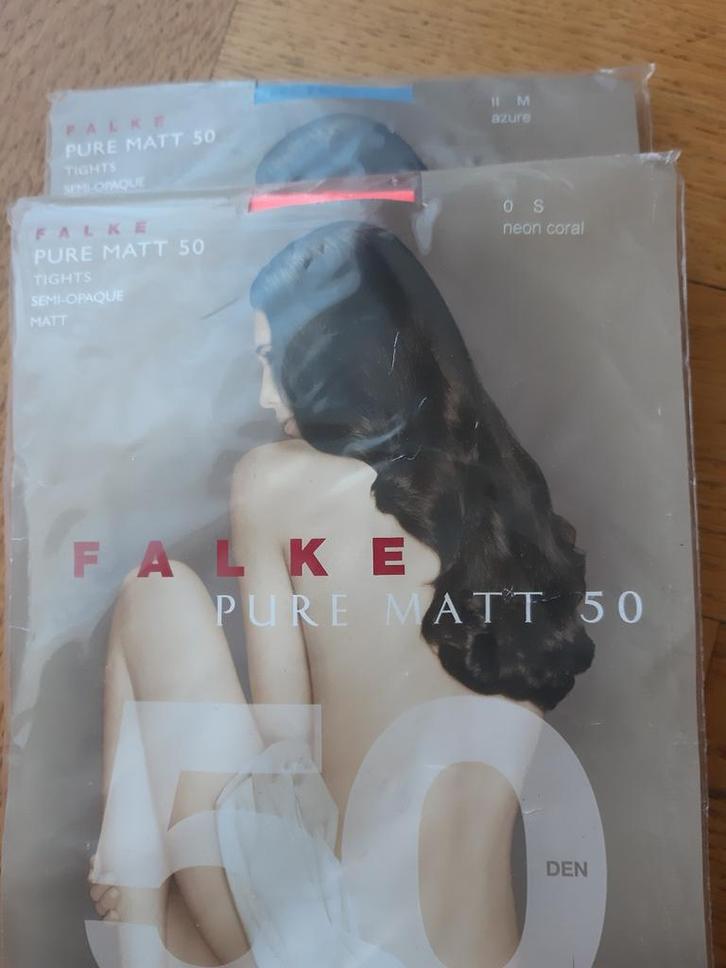 FALKE
PURE MATT 50
TIGHTS
SEMI-OPAQUE
II M
azure
FALKE
PURE MATT 50
TIGHTS
SEMI-OPAQUE
MATT
0 S
neon coral
FALKE
PURE MATT 50
50
DEN